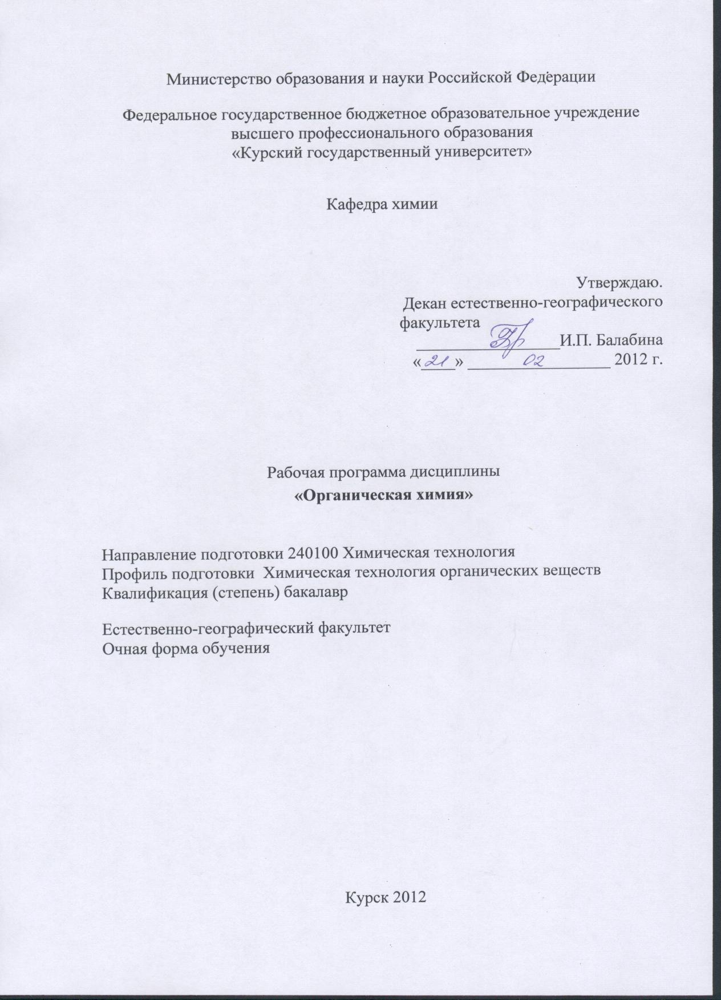 Министерство образования и науки Российской Федерации
Федеральное государственное бюджетное образовательное учреждение
высшего профессионального образования
«Курский государственный университет»
Кафедра химии
Утверждаю.
Декан естественно-географического
факультета
И.П. Балабина
«21» 02 2012 г.
Рабочая программа дисциплины
«Органическая химия»
Направление подготовки 240100 Химическая технология
Профиль подготовки Химическая технология органических веществ
Квалификация (степень) бакалавр
Естественно-географический факультет
Очная форма обучения
Курск 2012